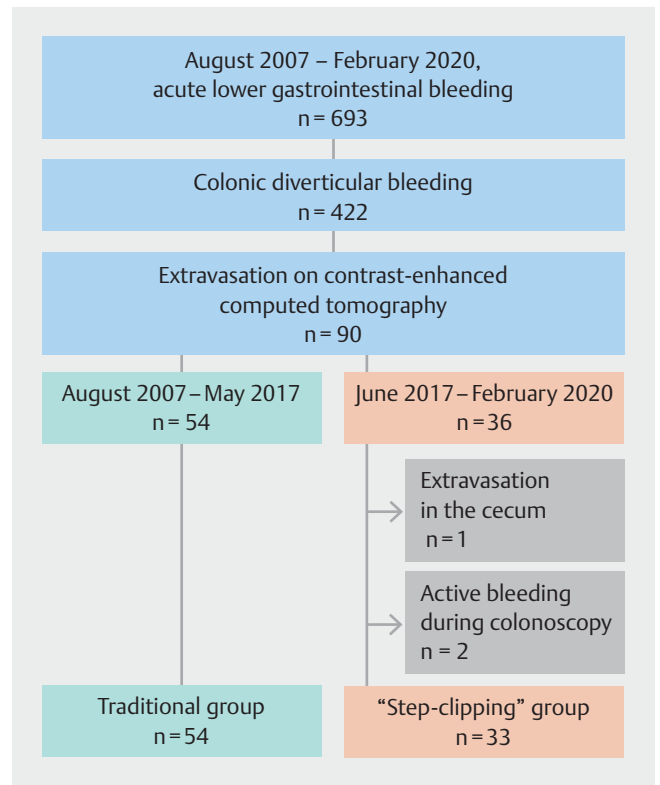 August 2007 – February 2020,
acute lower gastrointestinal bleeding
n = 693
Colonic diverticular bleeding
n = 422
Extravasation on contrast-enhanced
computed tomography
n = 90
August 2007 – May 2017
n = 54
June 2017 – February 2020
n = 36
Extravasation
in the cecum
n = 1
Active bleeding
during colonoscopy
n = 2
Traditional group
n = 54
“Step-clipping” group
n = 33